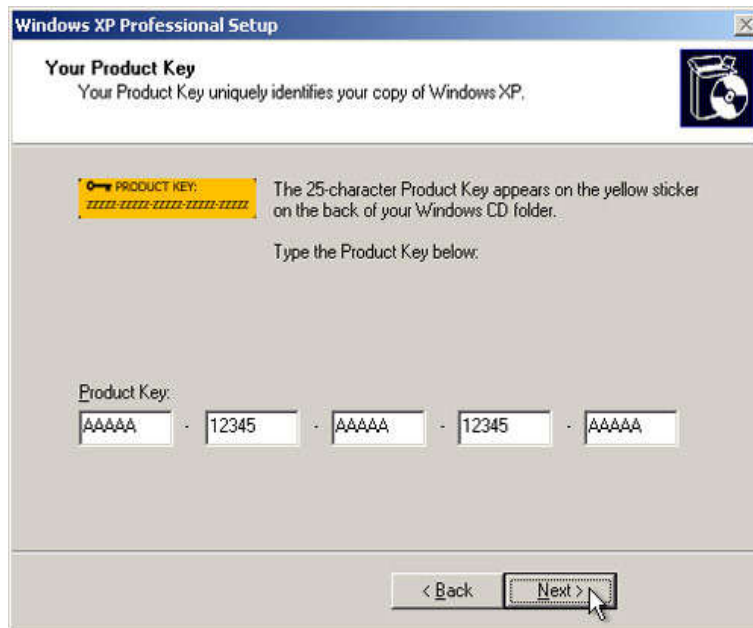 Windows XP Professional Setup
Your Product Key
Your Product Key uniquely identifies your copy of Windows XP.
PRODUCT KEY:
ZZZZZ-ZZZZZ-ZZZZZ-ZZZZZ-ZZZZZ
The 25-character Product Key appears on the yellow sticker
on the back of your Windows CD folder.
Type the Product Key below:
Product Key:
AAAAA - 12345 - AAAAA - 12345 - AAAAA
< Back Next >